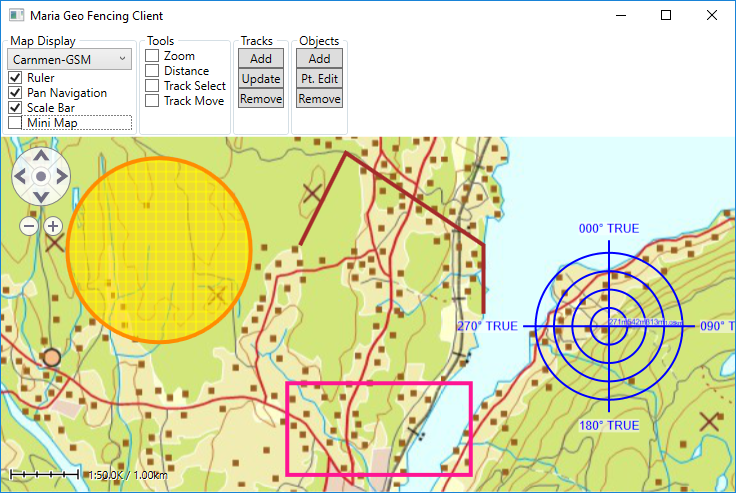 Maria Geo Fencing Client
Map Display
Carnmen-GSM
Ruler
Pan Navigation
Scale Bar
Mini Map
Tools
Zoom
Distance
Track Select
Track Move
Tracks
Add
Update
Remove
Objects
Add
Pt. Edit
Remove
000° TRUE
270° TRUE
090° T
180° TRUE
1:50.0K / 1.00km